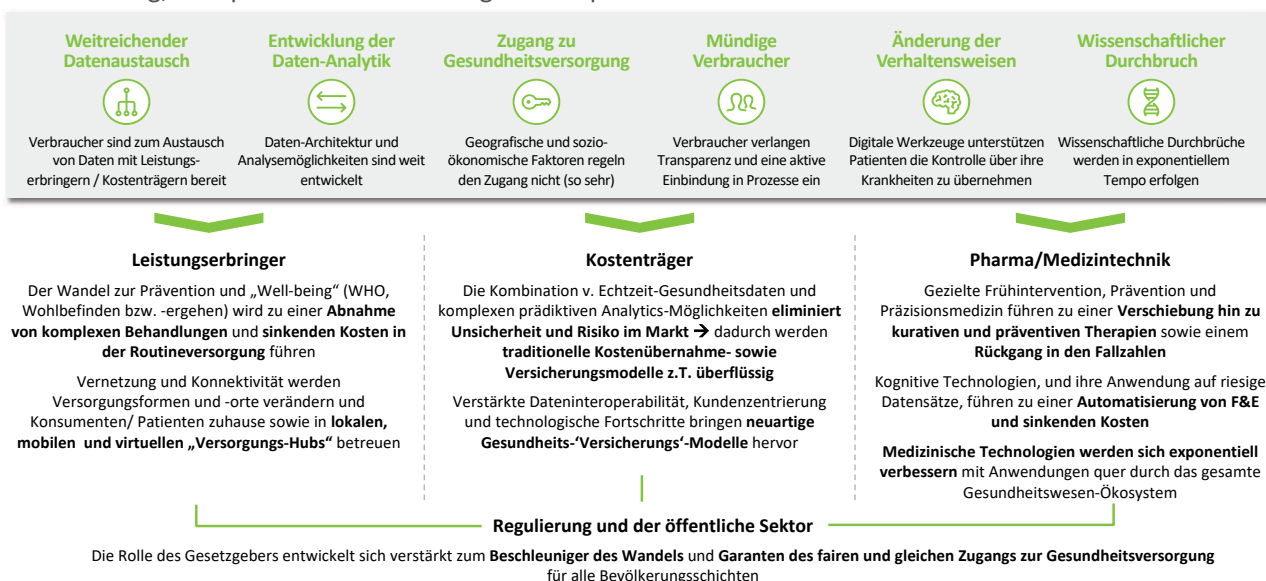 Weitreichender
Datenaustausch
Verbraucher sind zum Austausch
von Daten mit Leistungs-
erbringern / Kostenträgern bereit
Entwicklung der
Daten-Analytik
Daten-Architektur und
Analysemöglichkeiten sind weit
entwickelt
Zugang zu
Gesundheitsversorgung
Geografische und sozio-
ökonomische Faktoren regeln
den Zugang nicht (so sehr)
Mündige
Verbraucher
Verbraucher verlangen
Transparenz und eine aktive
Einbindung in Prozesse ein
Änderung der
Verhaltensweisen
Digitale Werkzeuge unterstützen
Patienten die Kontrolle über ihre
Krankheiten zu übernehmen
Wissenschaftlicher
Durchbruch
Wissenschaftliche Durchbrüche
werden in exponentiellem
Tempo erfolgen
Leistungserbringer
Der Wandel zur Prävention und „Well-being“ (WHO,
Wohlbefinden bzw. -ergehen) wird zu einer Abnahme
von komplexen Behandlungen und sinkenden Kosten in
der Routineversorgung führen
Vernetzung und Konnektivität werden
Versorgungsformen und -orte verändern und
Konsumenten/ Patienten zuhause sowie in lokalen,
mobilen und virtuellen „Versorgungs-Hubs“ betreuen
Kostenträger
Die Kombination v. Echtzeit-Gesundheitsdaten und
komplexen prädiktiven Analytics-Möglichkeiten eliminiert
Unsicherheit und Risiko im Markt → dadurch werden
traditionelle Kostenübernahme- sowie
Versicherungsmodelle z.T. überflüssig
Verstärkte Dateninteroperabilität, Kundenzentrierung
und technologische Fortschritte bringen neuartige
Gesundheits-‘Versicherungs‘-Modelle hervor
Pharma/Medizintechnik
Gezielte Frühintervention, Prävention und
Präzisionsmedizin führen zu einer Verschiebung hin zu
kurativen und präventiven Therapien sowie einem
Rückgang in den Fallzahlen
Kognitive Technologien, und ihre Anwendung auf riesige
Datensätze, führen zu einer Automatisierung von F&E
und sinkenden Kosten
Medizinische Technologien werden sich exponentiell
verbessern mit Anwendungen quer durch das gesamte
Gesundheitswesen-Ökosystem
Regulierung und der öffentliche Sektor
Die Rolle des Gesetzgebers entwickelt sich verstärkt zum Beschleuniger des Wandels und Garanten des fairen und gleichen Zugangs zur Gesundheitsversorgung
für alle Bevölkerungsschichten